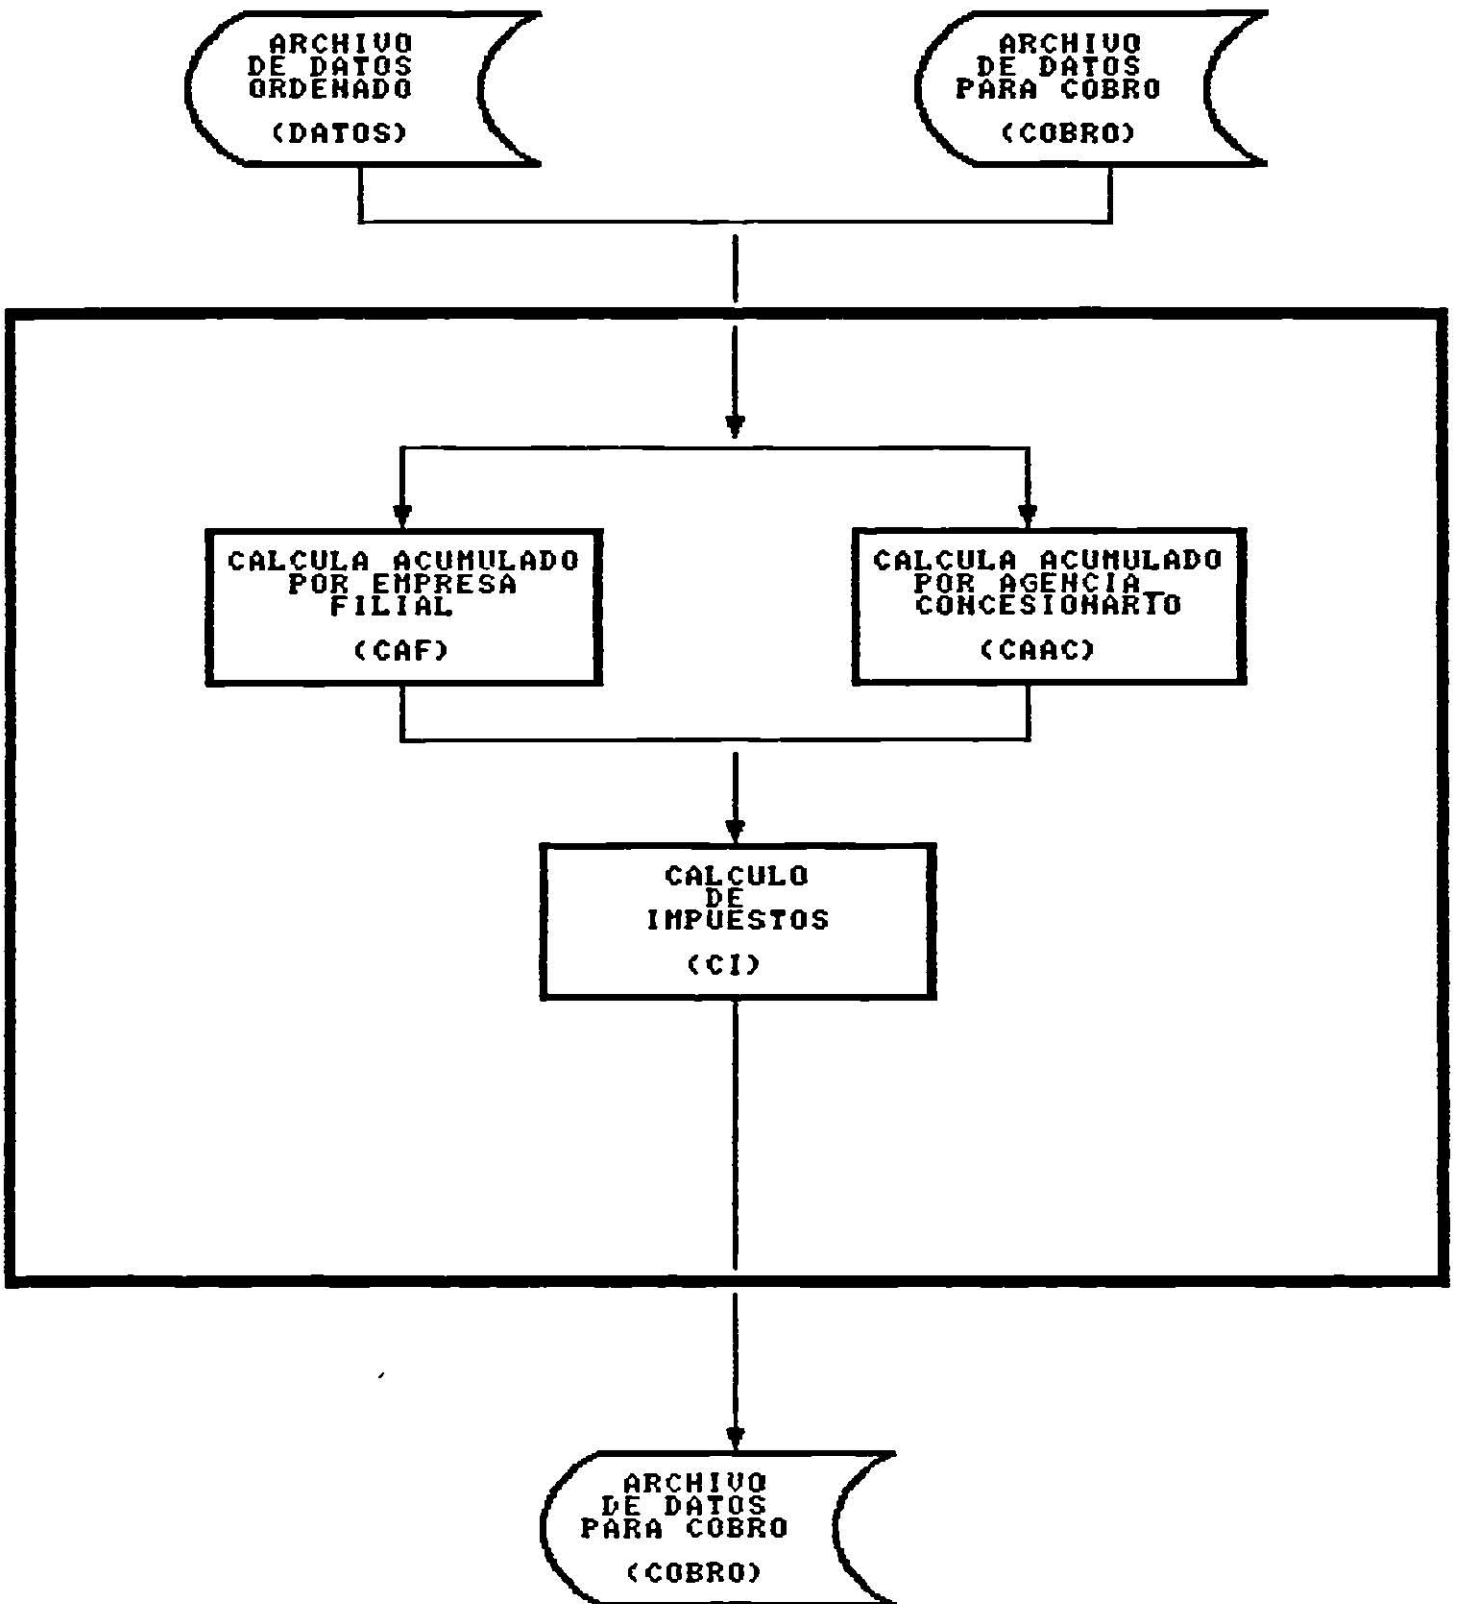 ARCHIVO
DE DATOS
ORDENADO
(DATOS)
ARCHIVO
DE DATOS
PARA COBRO
(COBRO)
CALCULA ACUMULADO
POR EMPRESA
FILIAL
(CAF)
CALCULA ACUMULADO
POR AGENCIA
CONCESIONARTO
(CAAC)
CALCULO
DE
IMPUESTOS
(CI)
ARCHIVO
DE DATOS
PARA COBRO
(COBRO)